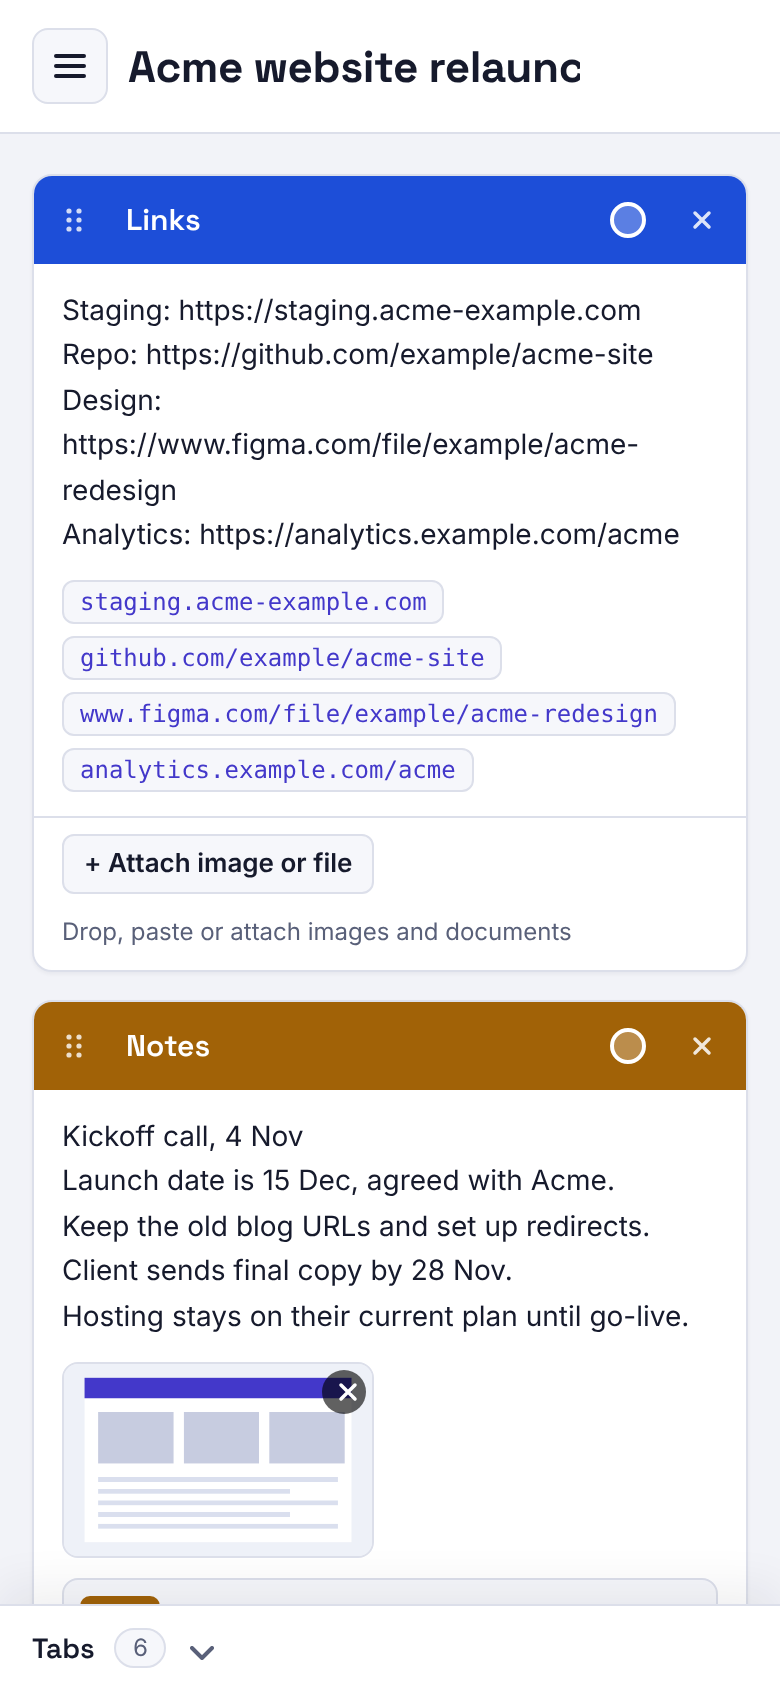 Acme website relaunc
Links
Staging: https://staging.acme-example.com
Repo: https://github.com/example/acme-site
Design:
https://www.figma.com/file/example/acme-
redesign
Analytics: https://analytics.example.com/acme
staging.acme-example.com
github.com/example/acme-site
www.figma.com/file/example/acme-redesign
analytics.example.com/acme
+ Attach image or file
Drop, paste or attach images and documents
Notes
Kickoff call, 4 Nov
Launch date is 15 Dec, agreed with Acme.
Keep the old blog URLs and set up redirects.
Client sends final copy by 28 Nov.
Hosting stays on their current plan until go-live.
Tabs 6